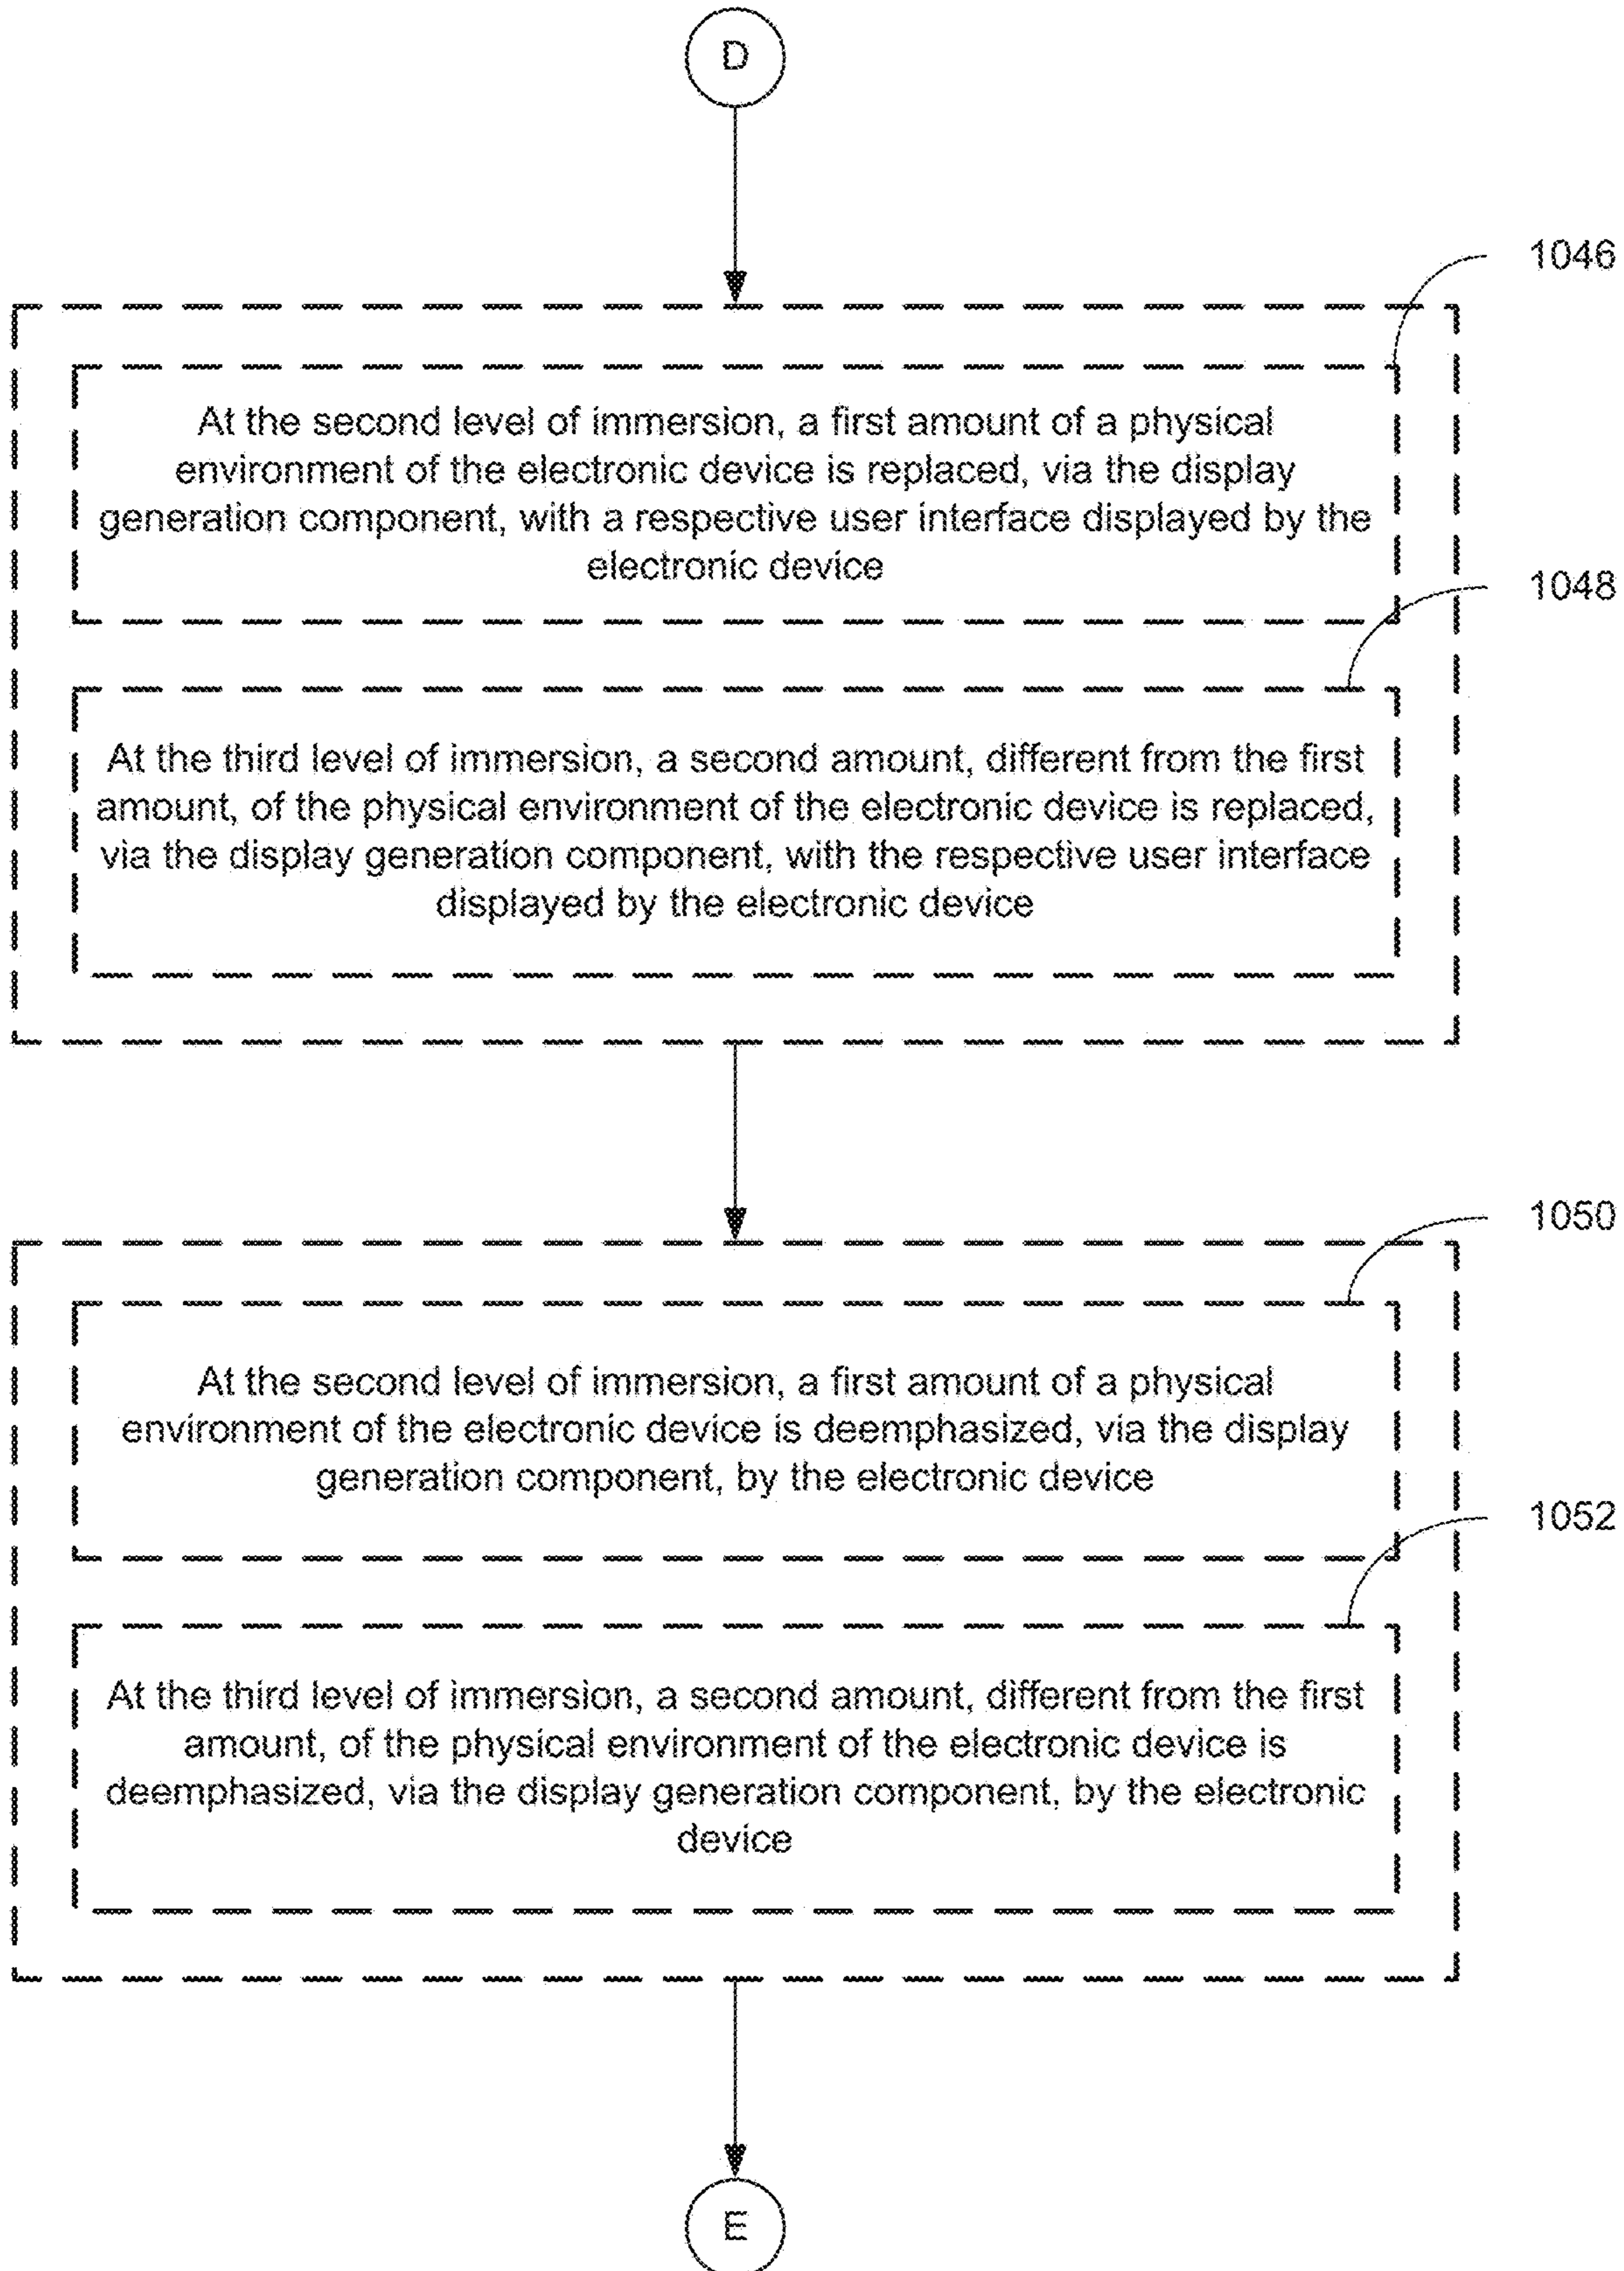 D
1046
At the second level of immersion, a first amount of a physical
environment of the electronic device is replaced, via the display
generation component, with a respective user interface displayed by the
electronic device
1048
At the third level of immersion, a second amount, different from the first
amount, of the physical environment of the electronic device is replaced,
via the display generation component, with the respective user interface
displayed by the electronic device
1050
At the second level of immersion, a first amount of a physical
environment of the electronic device is deemphasized, via the display
generation component, by the electronic device
1052
At the third level of immersion, a second amount, different from the first
amount, of the physical environment of the electronic device is
deemphasized, via the display generation component, by the electronic
device
E